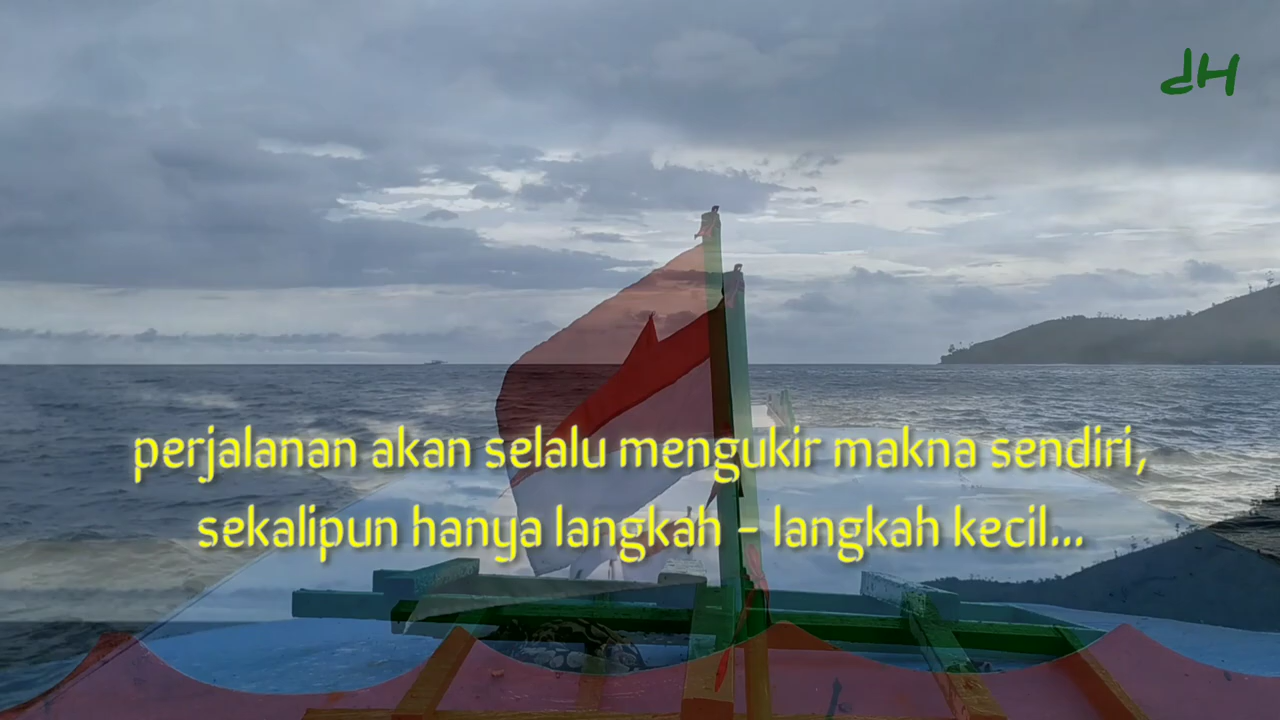 dH
perjalanan akan selalu mengukir makna sendiri,
sekalipun hanya langkah - langkah kecil...